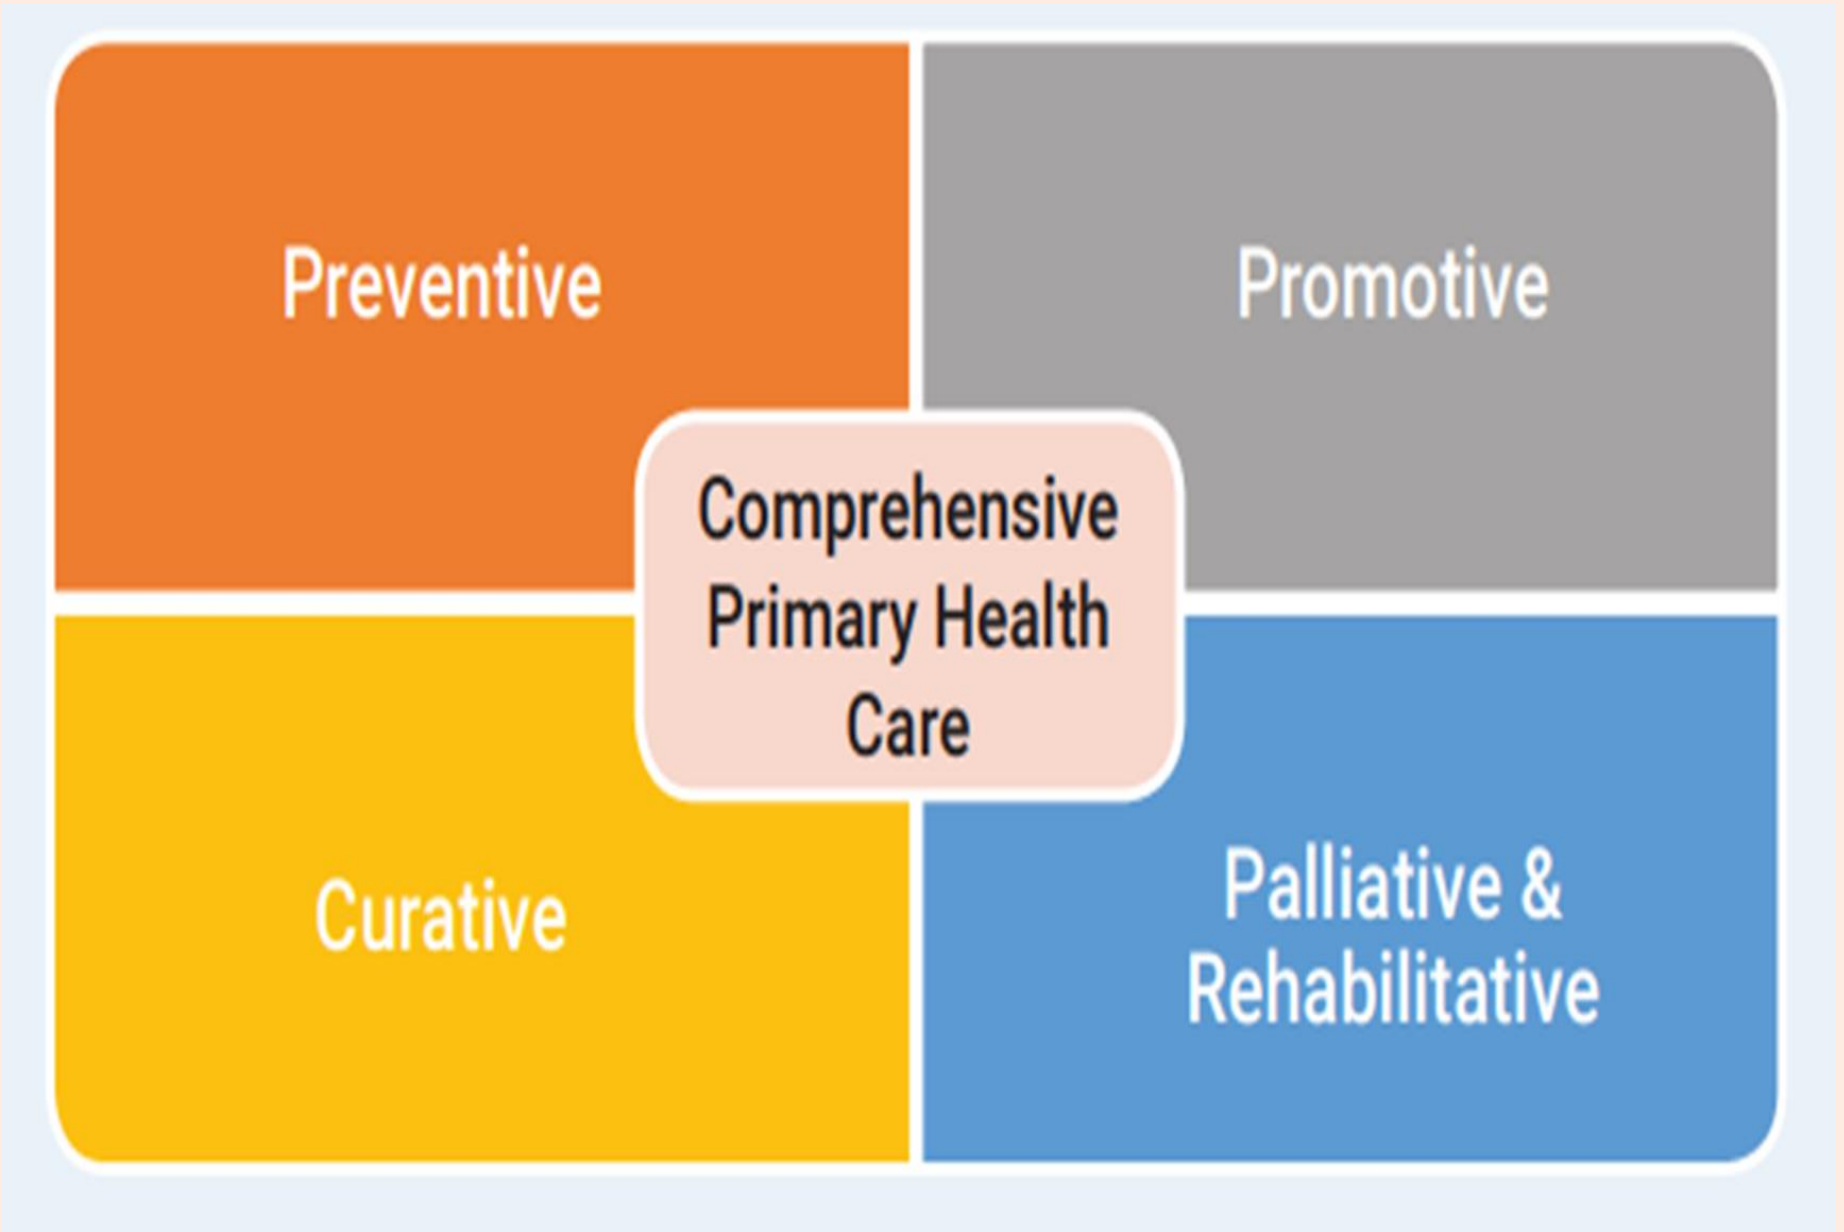 Preventive
Promotive
Comprehensive
Primary Health
Care
Curative
Palliative &
Rehabilitative